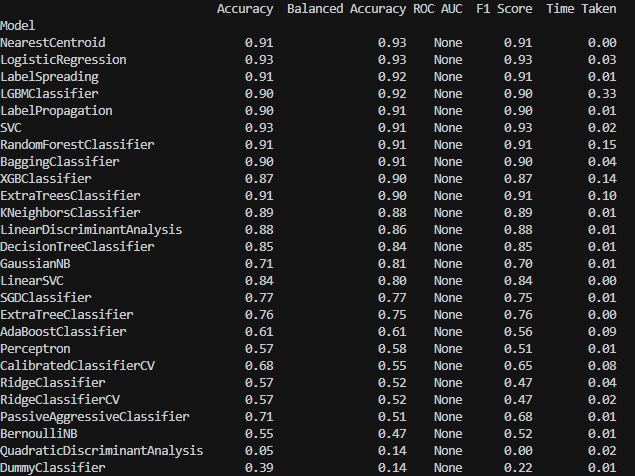 Accuracy Balanced Accuracy ROC AUC F1 Score Time Taken
Model
NearestCentroid 0.91 0.93 None 0.91 0.00
LogisticRegression 0.93 0.93 None 0.93 0.03
LabelSpreading 0.91 0.92 None 0.91 0.01
LGBMClassifier 0.90 0.92 None 0.90 0.33
LabelPropagation 0.90 0.91 None 0.90 0.01
SVC 0.93 0.91 None 0.93 0.02
RandomForestClassifier 0.91 0.91 None 0.91 0.15
BaggingClassifier 0.90 0.91 None 0.90 0.04
XGBClassifier 0.87 0.90 None 0.87 0.14
ExtraTreesClassifier 0.91 0.90 None 0.91 0.10
KNeighborsClassifier 0.89 0.88 None 0.89 0.01
LinearDiscriminantAnalysis 0.88 0.86 None 0.88 0.01
DecisionTreeClassifier 0.85 0.84 None 0.85 0.01
GaussianNB 0.71 0.81 None 0.70 0.01
LinearSVC 0.84 0.80 None 0.84 0.00
SGDClassifier 0.77 0.77 None 0.75 0.01
ExtraTreeClassifier 0.76 0.75 None 0.76 0.00
AdaBoostClassifier 0.61 0.61 None 0.56 0.09
Perceptron 0.57 0.58 None 0.51 0.01
CalibratedClassifierCV 0.68 0.55 None 0.65 0.08
RidgeClassifier 0.57 0.52 None 0.47 0.04
RidgeClassifierCV 0.57 0.52 None 0.47 0.02
PassiveAggressiveClassifier 0.71 0.51 None 0.68 0.01
BernoulliNB 0.55 0.47 None 0.52 0.01
QuadraticDiscriminantAnalysis 0.05 0.14 None 0.00 0.02
DummyClassifier 0.39 0.14 None 0.22 0.01